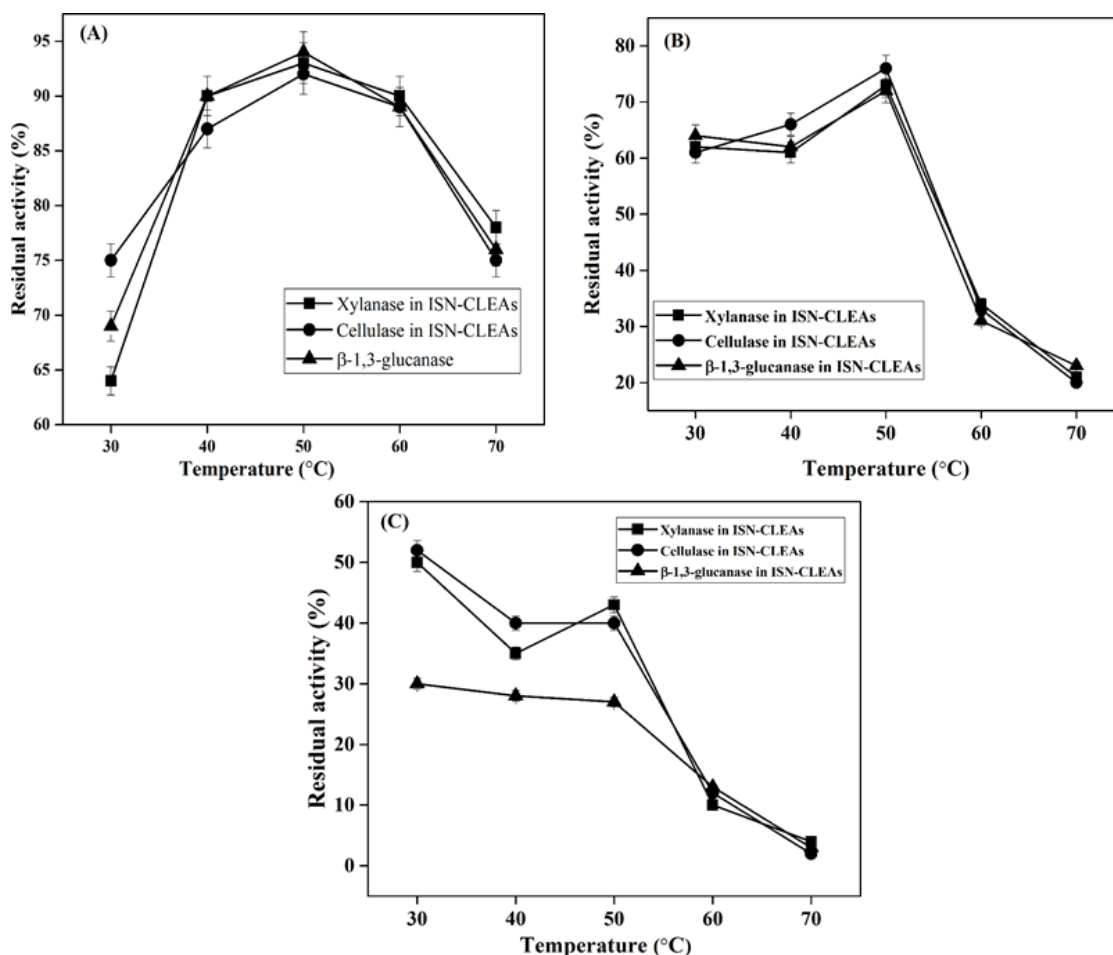 (A)
Residual activity (%)
95
90
85
80
75
70
65
60
Xylanase in ISN-CLEAs
Cellulase in ISN-CLEAs
β-1,3-glucanase
30 40 50 60 70
Temperature (°C)
(B)
Residual activity (%)
80
70
60
50
40
30
20
Xylanase in ISN-CLEAs
Cellulase in ISN-CLEAs
β-1,3-glucanase in ISN-CLEAs
30 40 50 60 70
Temperature (°C)
(C)
Residual activity (%)
60
50
40
30
20
10
0
Xylanase in ISN-CLEAs
Cellulase in ISN-CLEAs
β-1,3-glucanase in ISN-CLEAs
30 40 50 60 70
Temperature (°C)